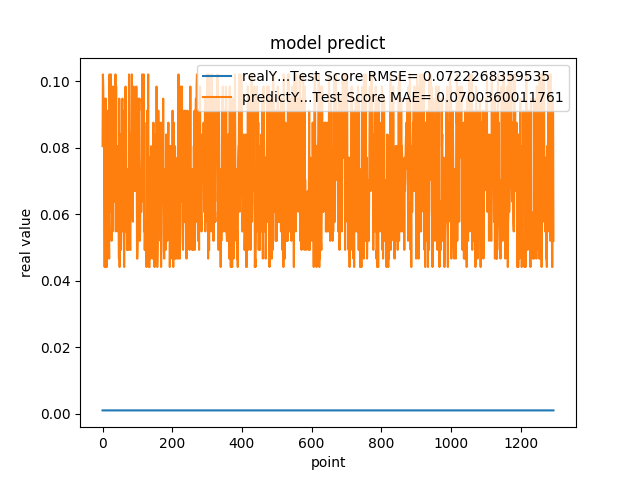 model predict
realY...Test Score RMSE= 0.0722268359535
predictY...Test Score MAE= 0.0700360011761
0.10
0.08
0.06
0.04
0.02
0.00
real value
0 200 400 600 800 1000 1200
point